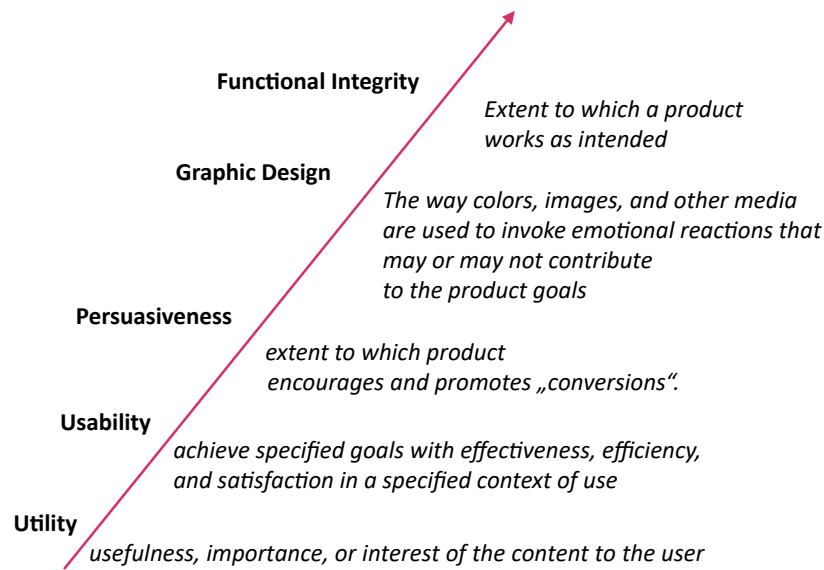 Functional Integrity
Extent to which a product
works as intended
Graphic Design
The way colors, images, and other media
are used to invoke emotional reactions that
may or may not contribute
to the product goals
Persuasiveness
extent to which product
encourages and promotes „conversions“.
Usability
achieve specified goals with effectiveness, efficiency,
and satisfaction in a specified context of use
Utility
usefulness, importance, or interest of the content to the user